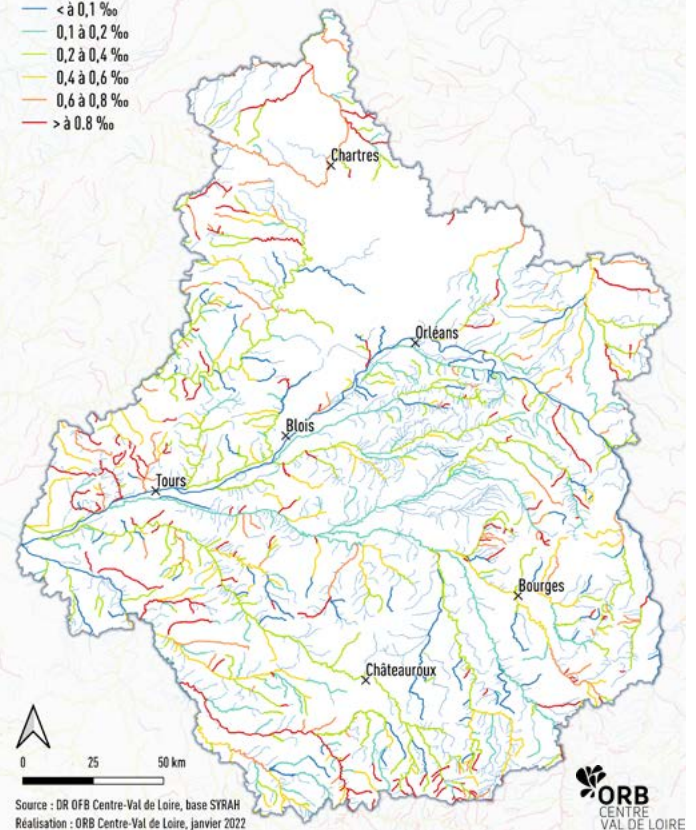 < à 0,1 ‰
0,1 à 0,2 ‰
0,2 à 0,4 ‰
0,4 à 0,6 ‰
0,6 à 0,8 ‰
> à 0.8 ‰
Chartres
Orléans
Blois
Tours
Bourges
Châteauroux
0 25 50 km
Source : DR OFB Centre-Val de Loire, base SYRAH
Réalisation : ORB Centre-Val de Loire, janvier 2022
ORB
CENTRE
VAL DE LOIRE